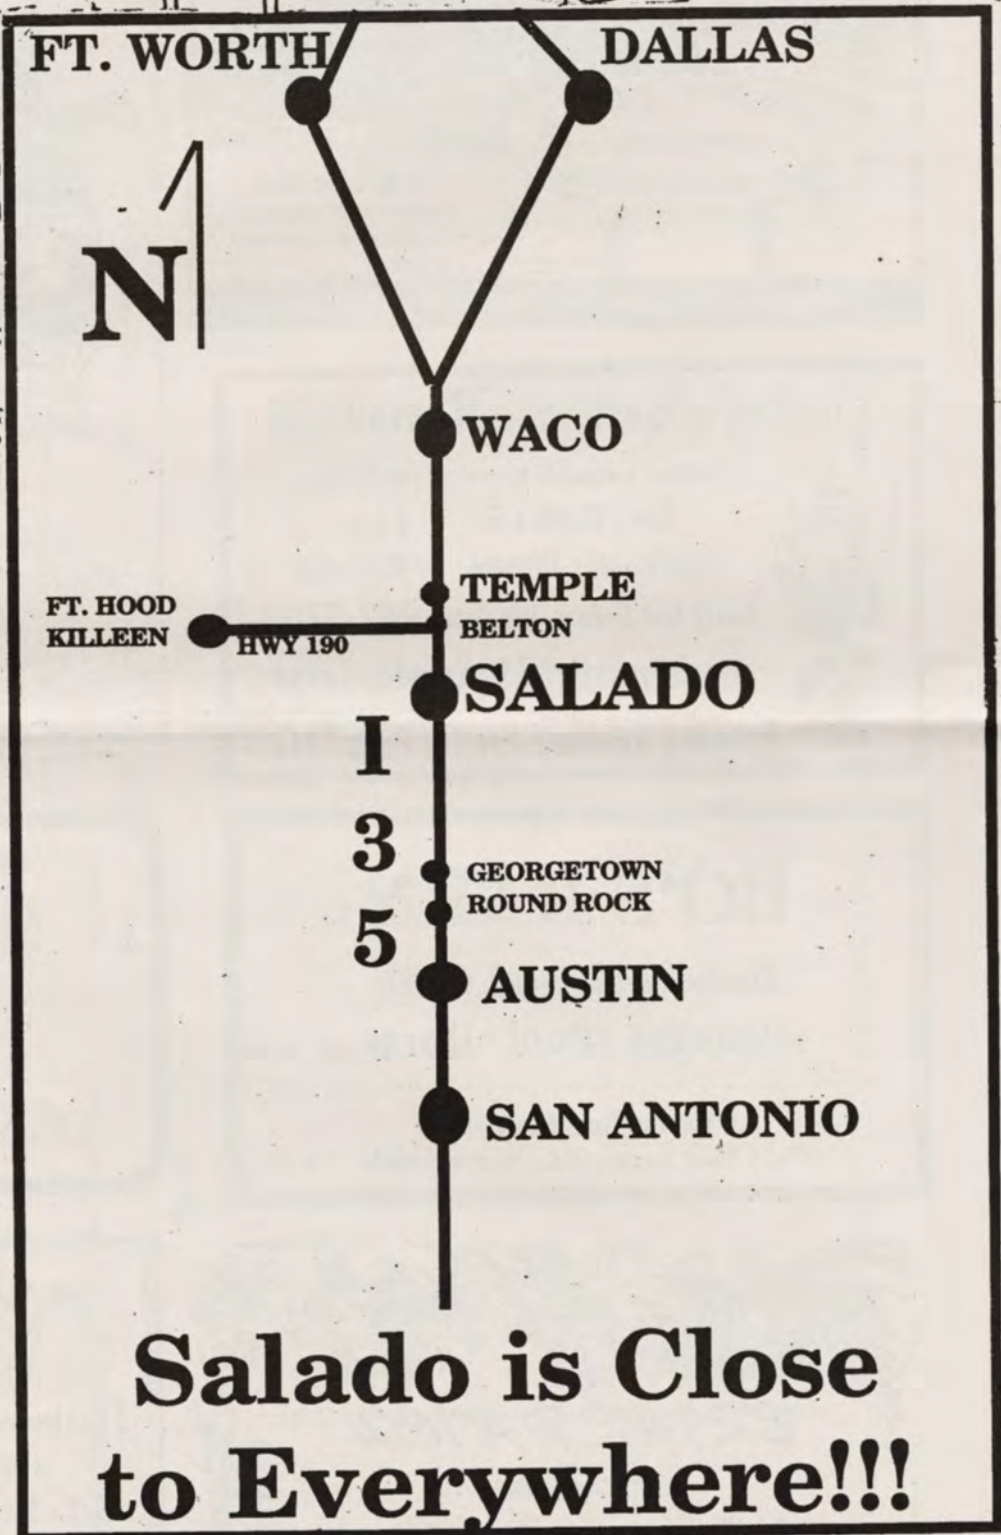 FT. WORTH
DALLAS
N
WACO
TEMPLE
FT. HOOD
KILLEEN
HWY 190
BELTON
SALADO
I
3
5
GEORGETOWN
ROUND ROCK
AUSTIN
SAN ANTONIO
Salado is Close
to Everywhere!!!